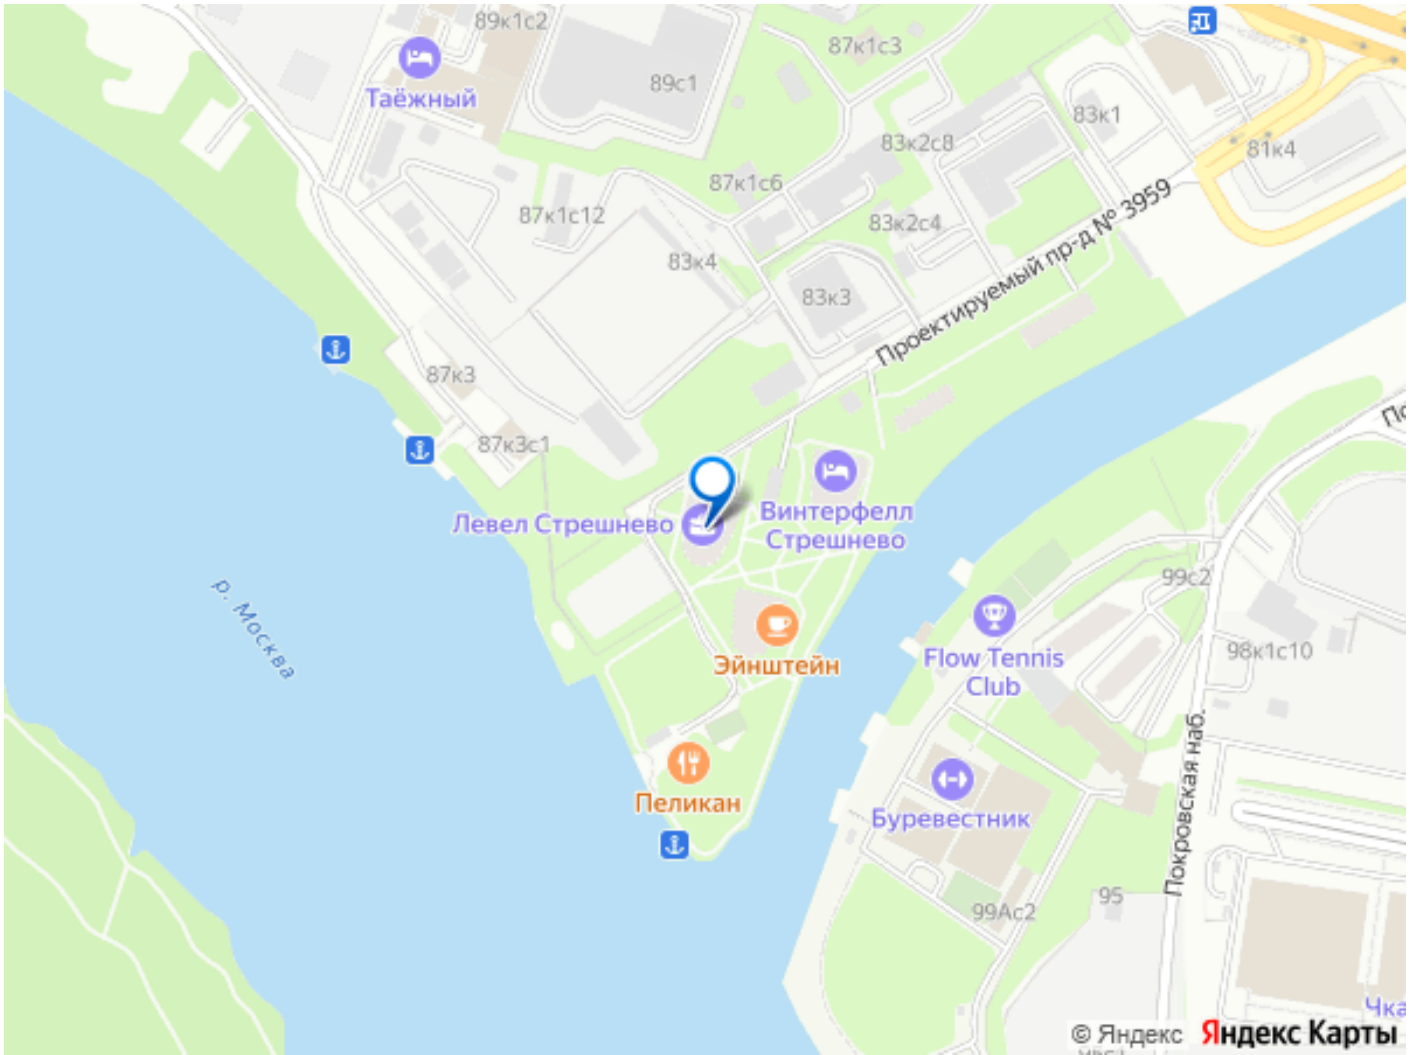 89к1с2
87к1с3
Таёжный
89с1
83к1
83к2с8
81к4
87к1с6
87к1с12
83к2с4
Проектируемый пр-д № 3959
83к4
83к3
87к3
87к3с1
Левел Стрешнево
Винтерфелл
Стрешнево
р. Москва
99с2
Эйнштейн
Flow Tennis
Club
98к1с10
Пеликан
Буревестник
Покровская наб.
95
99Ас2
Чка
© Яндекс Яндекс Карты